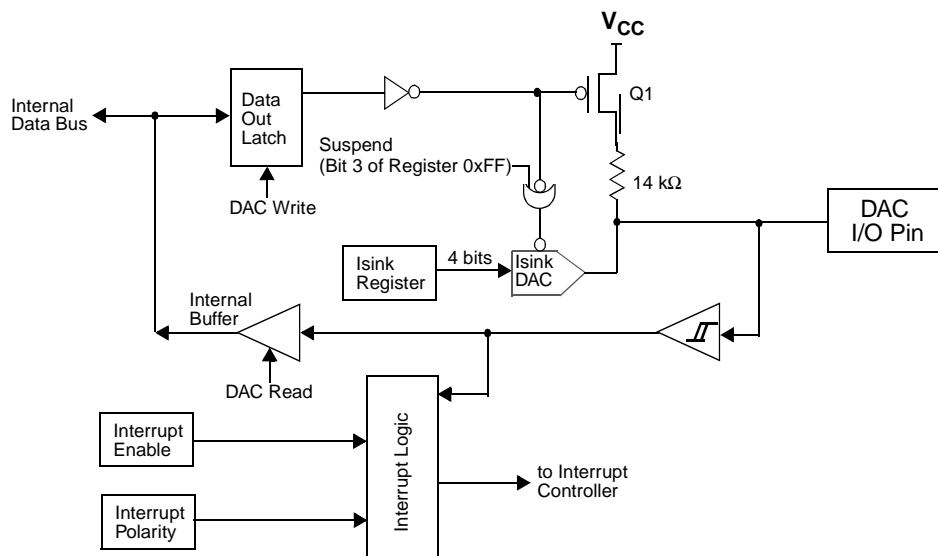 VCC
Internal
Data Bus
Data
Out
Latch
Q1
Suspend
(Bit 3 of Register 0xFF)
14 kΩ
DAC Write
DAC
I/O Pin
Isink
Register
4 bits
Isink
DAC
Internal
Buffer
DAC Read
Interrupt
Enable
Interrupt Logic
to Interrupt
Controller
Interrupt
Polarity